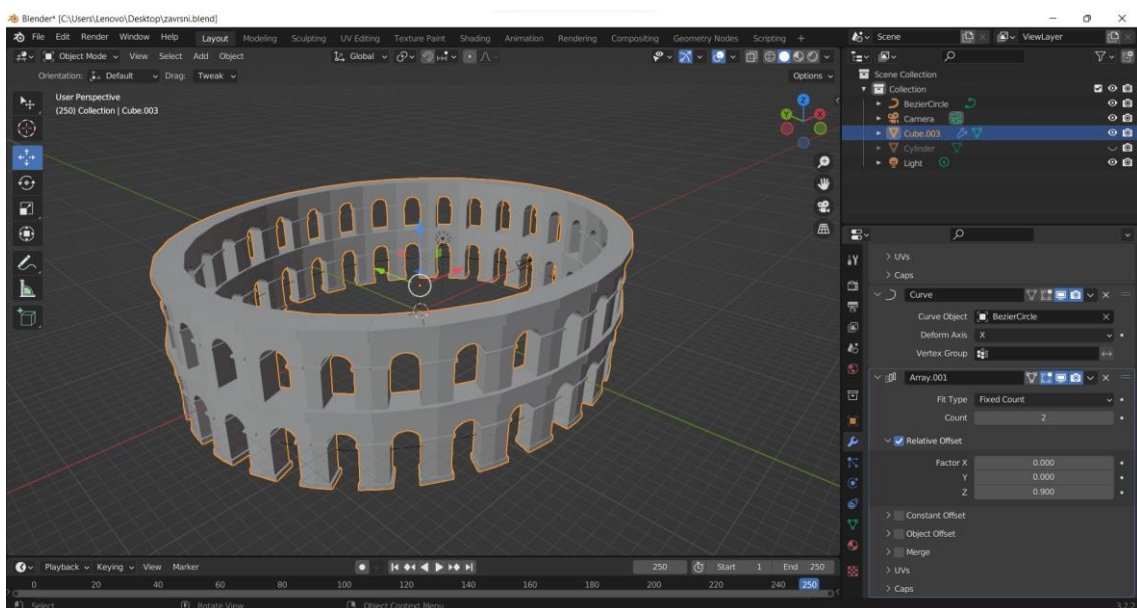 Blender* [C:\Users\Lenovo\Desktop\zavrsni.blend]
File Edit Render Window Help Layout Modeling Sculpting UV Editing Texture Paint Shading Animation Rendering Compositing Geometry Nodes Scripting + Scene ViewLayer
Object Mode View Select Add Object Global
Orientation: Default Drag: Tweak Options
User Perspective
(250) Collection | Cube.003
Z
Y
X
Scene Collection
Collection
BezierCircle
Camera
Cube.003
Cylinder
Light
UVs
Caps
Curve
Curve Object BezierCircle
Deform Axis X
Vertex Group
Array.001
Fit Type Fixed Count
Count 2
Relative Offset
Factor X 0.000
Y 0.000
Z 0.900
Constant Offset
Object Offset
Merge
UVs
Caps
Playback Keying View Marker 250 Start 1 End 250
0 20 40 60 80 100 120 140 160 180 200 220 240 250
Select Rotate View Object Context Menu 3.2.2